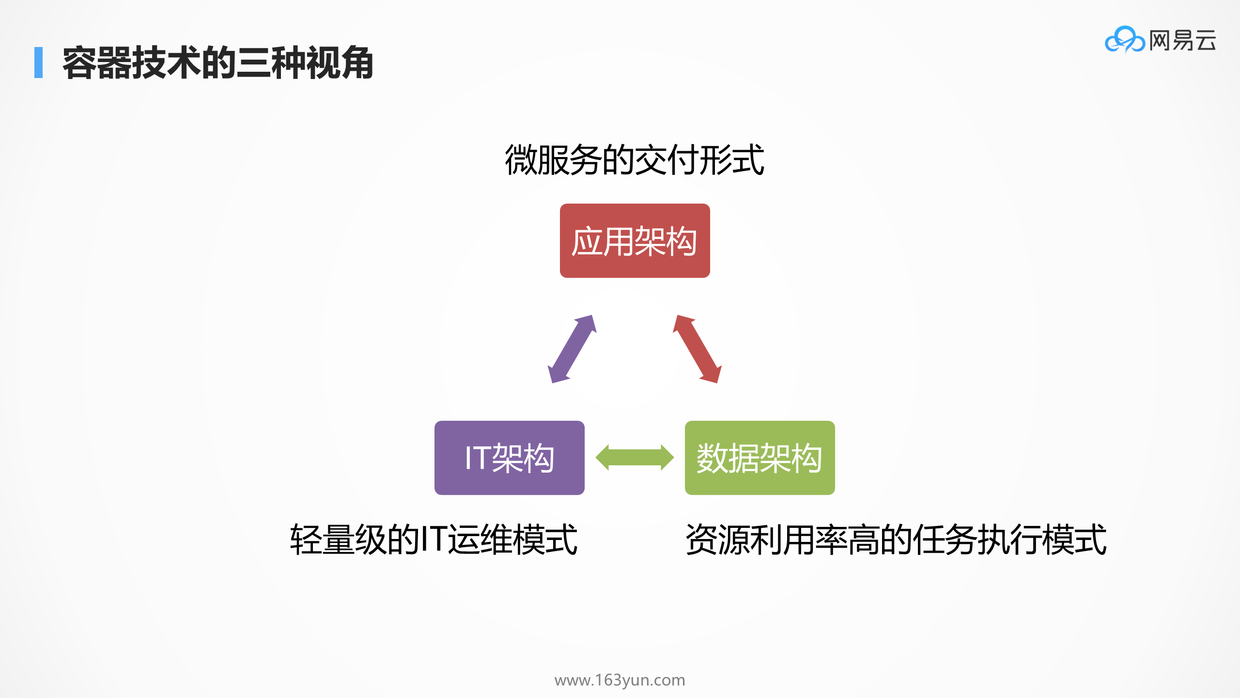 容器技术的三种视角
网易云
微服务的交付形式
应用架构
IT架构
数据架构
轻量级的IT运维模式
资源利用率高的任务执行模式
www.163yun.com